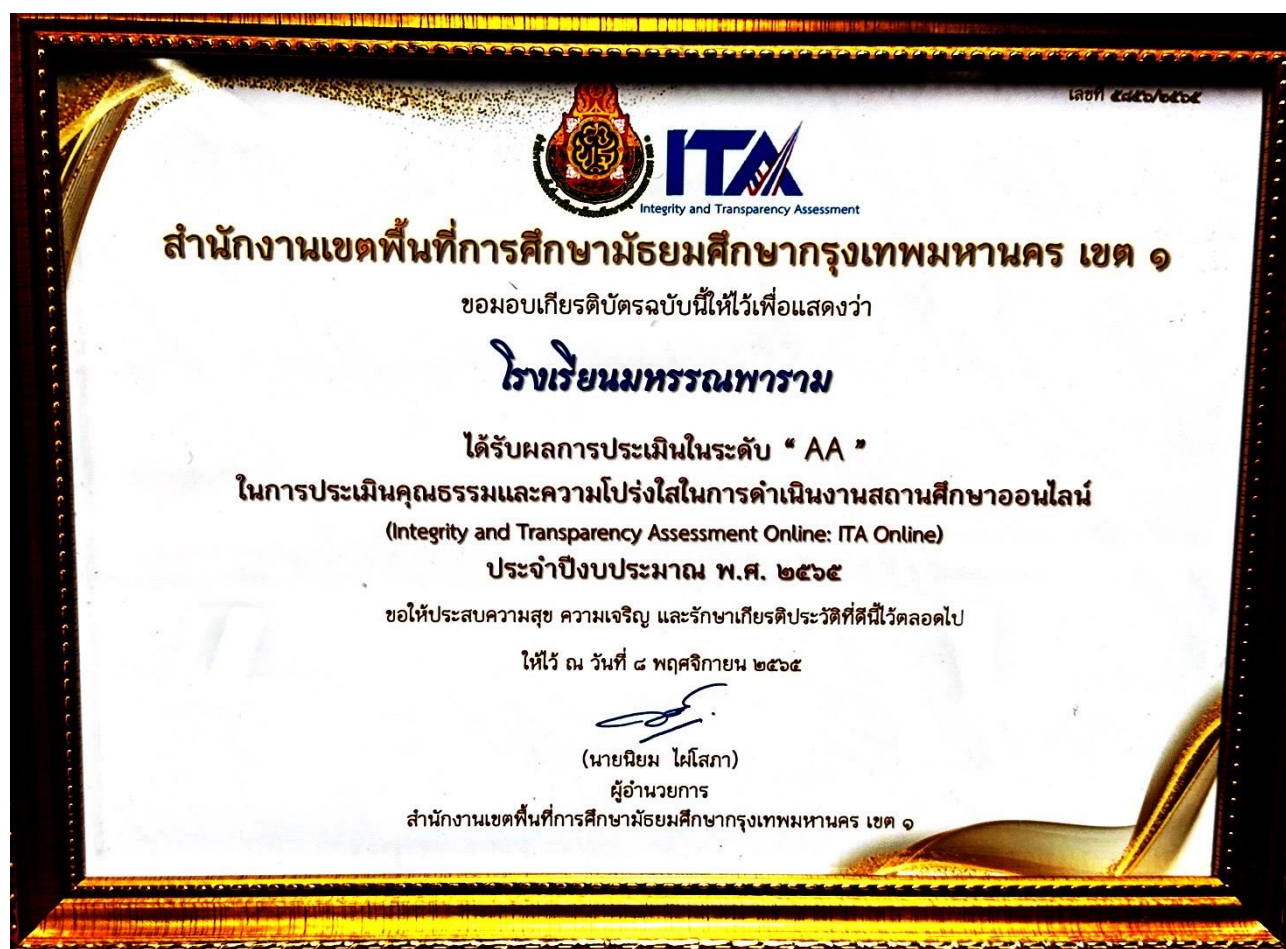 เลขที่ ๕๘๕๖/๒๕๖๕
ITA
Integrity and Transparency Assessment
สำนักงานเขตพื้นที่การศึกษามัธยมศึกษากรุงเทพมหานคร เขต ๑
ขอมอบเกียรติบัตรฉบับนี้ให้ไว้เพื่อแสดงว่า
โรงเรียนมหรรณพาราม
ได้รับผลการประเมินในระดับ “ AA ”
ในการประเมินคุณธรรมและความโปร่งใสในการดำเนินงานสถานศึกษาออนไลน์
(Integrity and Transparency Assessment Online: ITA Online)
ประจำปีงบประมาณ พ.ศ. ๒๕๖๕
ขอให้ประสบความสุข ความเจริญ และรักษาเกียรติประวัติที่ดีนี้ไว้ตลอดไป
ให้ไว้ ณ วันที่ ๘ พฤศจิกายน ๒๕๖๕
(นายนิยม ไผ่โสภา)
ผู้อำนวยการ
สำนักงานเขตพื้นที่การศึกษามัธยมศึกษากรุงเทพมหานคร เขต ๑